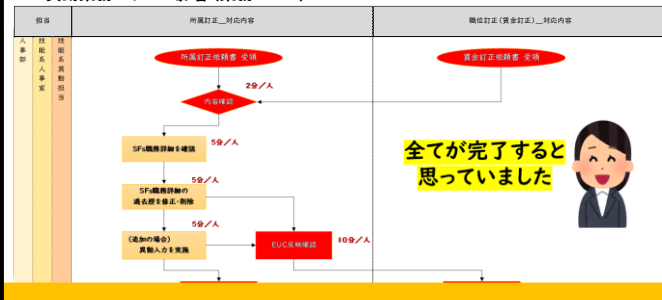 担当
所属訂正__対応内容
職位訂正(賃金訂正)__対応内容
人事部
技能系人事室
技能系異動担当
所属訂正依頼書 受領
賃金訂正依頼書 受領
2分/人
内容確認
5分/人
SFs職務詳細を確認
5分/人
SFs職務詳細の
過去歴を修正・削除
5分/人
(追加の場合)
異動入力を実施
EUC反映確認
10分/人
全てが完了すると
思っていました